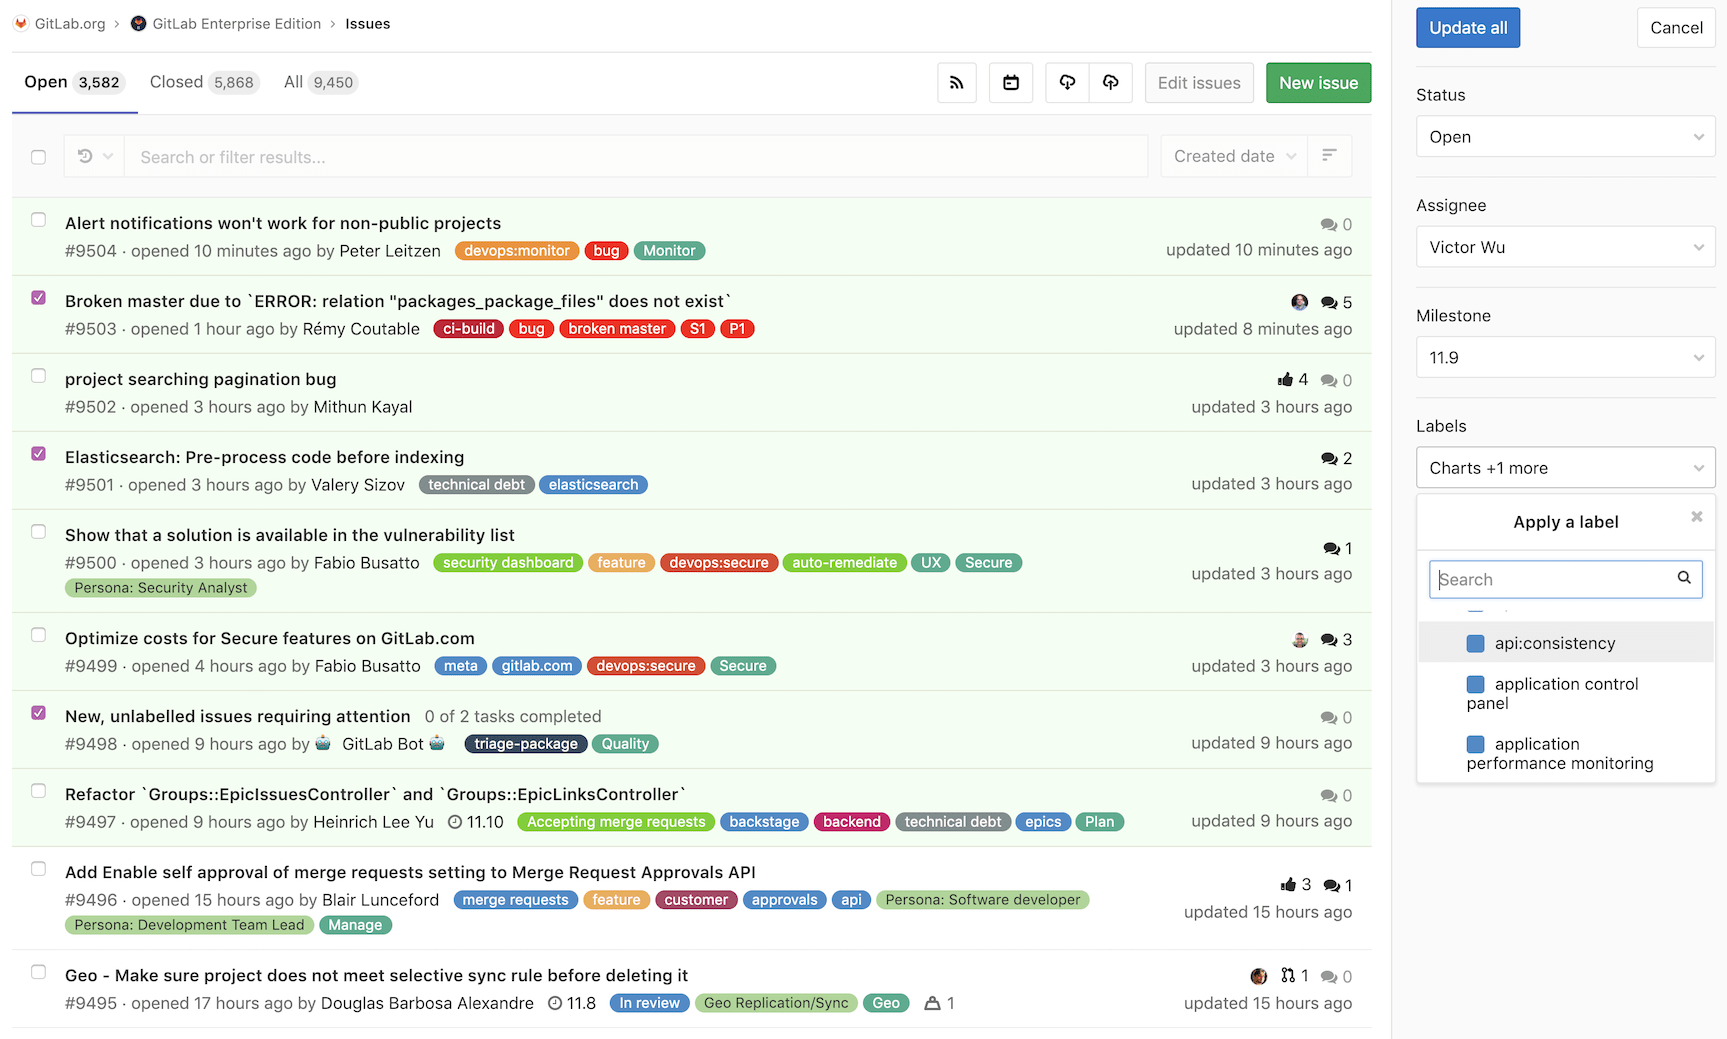 GitLab.org › GitLab Enterprise Edition › Issues
Open 3,582 Closed 5,868 All 9,450 Edit issues New issue
Search or filter results... Created date
Alert notifications won't work for non-public projects 0
#9504 · opened 10 minutes ago by Peter Leitzen devops:monitor bug Monitor updated 10 minutes ago
Broken master due to `ERROR: relation "packages_package_files" does not exist` 5
#9503 · opened 1 hour ago by Rémy Coutable ci-build bug broken master S1 P1 updated 8 minutes ago
project searching pagination bug 4 0
#9502 · opened 3 hours ago by Mithun Kayal updated 3 hours ago
Elasticsearch: Pre-process code before indexing 2
#9501 · opened 3 hours ago by Valery Sizov technical debt elasticsearch updated 3 hours ago
Show that a solution is available in the vulnerability list 1
#9500 · opened 3 hours ago by Fabio Busatto security dashboard feature devops:secure auto-remediate UX Secure updated 3 hours ago
Persona: Security Analyst
Optimize costs for Secure features on GitLab.com 3
#9499 · opened 4 hours ago by Fabio Busatto meta gitlab.com devops:secure Secure updated 3 hours ago
New, unlabelled issues requiring attention 0 of 2 tasks completed 0
#9498 · opened 9 hours ago by GitLab Bot triage-package Quality updated 9 hours ago
Refactor `Groups::EpicIssuesController` and `Groups::EpicLinksController` 0
#9497 · opened 9 hours ago by Heinrich Lee Yu 11.10 Accepting merge requests backstage backend technical debt epics Plan updated 9 hours ago
Add Enable self approval of merge requests setting to Merge Request Approvals API 3 1
#9496 · opened 15 hours ago by Blair Lunceford merge requests feature customer approvals api Persona: Software developer updated 15 hours ago
Persona: Development Team Lead Manage
Geo - Make sure project does not meet selective sync rule before deleting it 1 0
#9495 · opened 17 hours ago by Douglas Barbosa Alexandre 11.8 In review Geo Replication/Sync Geo 1 updated 15 hours ago
Update all Cancel
Status
Open
Assignee
Victor Wu
Milestone
11.9
Labels
Charts +1 more
Apply a label
Search
api:consistency
application control
panel
application
performance monitoring